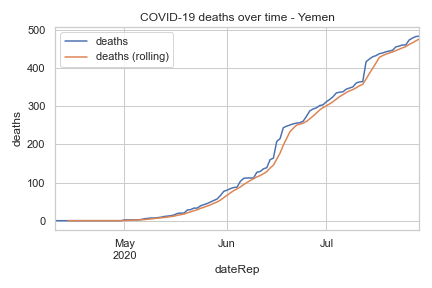 COVID-19 deaths over time - Yemen
deaths
deaths (rolling)
500
400
300
200
100
0
deaths
May
2020
Jun
Jul
dateRep